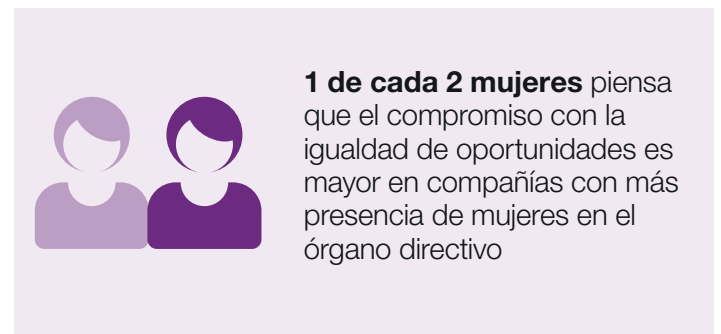 1 de cada 2 mujeres piensa
que el compromiso con la
igualdad de oportunidades es
mayor en compañías con más
presencia de mujeres en el
órgano directivo